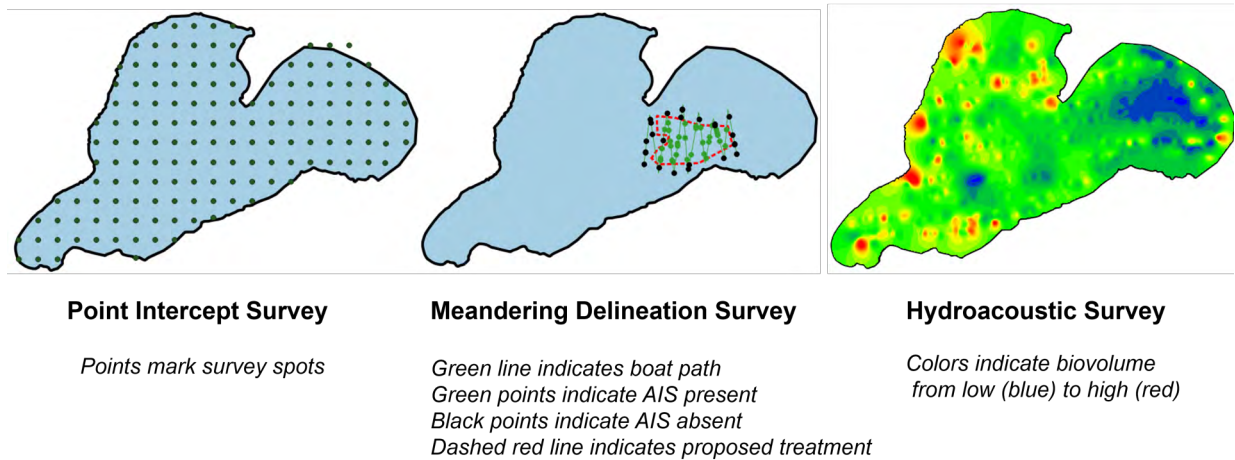 Point Intercept Survey
Points mark survey spots
Meandering Delineation Survey
Green line indicates boat path
Green points indicate AIS present
Black points indicate AIS absent
Dashed red line indicates proposed treatment
Hydroacoustic Survey
Colors indicate biovolume
from low (blue) to high (red)